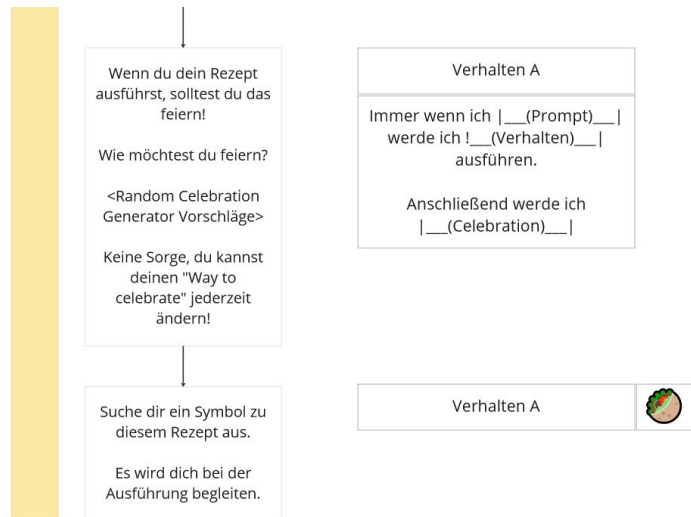 Wenn du dein Rezept
ausführst, solltest du das
feiern!
Wie möchtest du feiern?
<Random Celebration
Generator Vorschläge>
Keine Sorge, du kannst
deinen "Way to
celebrate" jederzeit
ändern!
Verhalten A
Immer wenn ich |___(Prompt)___|
werde ich !___(Verhalten)___|
ausführen.
Anschließend werde ich
|___(Celebration)___|
Suche dir ein Symbol zu
diesem Rezept aus.
Es wird dich bei der
Ausführung begleiten.
Verhalten A